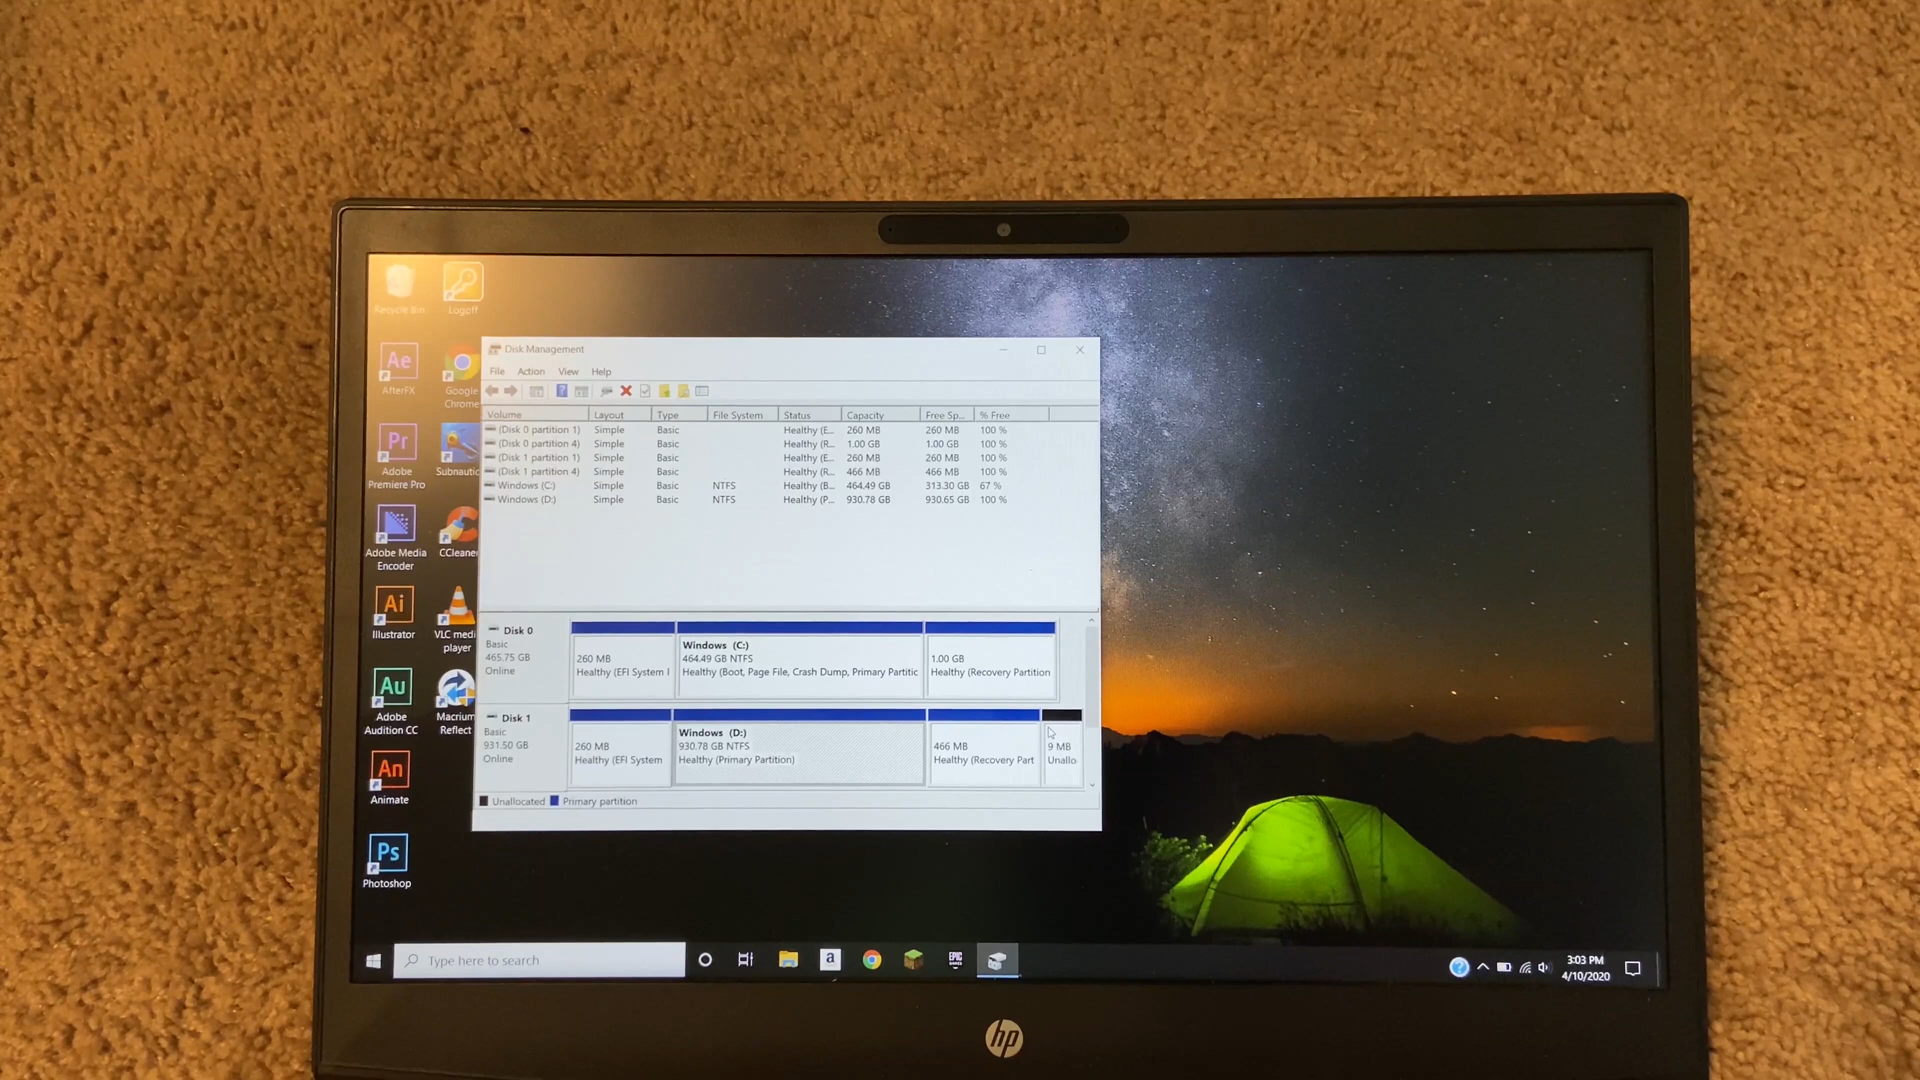 Recycle Bin
Logoff
Ae
AfterFX
Google
Chrome
Pr
Adobe
Premiere Pro
Subnautic
Adobe Media
Encoder
CCleaner
Ai
Illustrator
VLC medi
player
Au
Adobe
Audition CC
Macrium
Reflect
An
Animate
Ps
Photoshop
Disk Management
File Action View Help
Volume Layout Type File System Status Capacity Free Sp... % Free
(Disk 0 partition 1) Simple Basic Healthy (E... 260 MB 260 MB 100 %
(Disk 0 partition 4) Simple Basic Healthy (R... 1.00 GB 1.00 GB 100 %
(Disk 1 partition 1) Simple Basic Healthy (E... 260 MB 260 MB 100 %
(Disk 1 partition 4) Simple Basic Healthy (R... 466 MB 466 MB 100 %
Windows (C:) Simple Basic NTFS Healthy (B... 464.49 GB 313.30 GB 67 %
Windows (D:) Simple Basic NTFS Healthy (P... 930.78 GB 930.65 GB 100 %
Disk 0
Basic
465.75 GB
Online
260 MB
Healthy (EFI System
Windows (C:)
464.49 GB NTFS
Healthy (Boot, Page File, Crash Dump, Primary Partitic
1.00 GB
Healthy (Recovery Partition
Disk 1
Basic
931.50 GB
Online
260 MB
Healthy (EFI System
Windows (D:)
930.78 GB NTFS
Healthy (Primary Partition)
466 MB
Healthy (Recovery Part
9 MB
Unallo
Unallocated Primary partition
Type here to search
a
EPIC
GAMES
3:03 PM
4/10/2020
hp